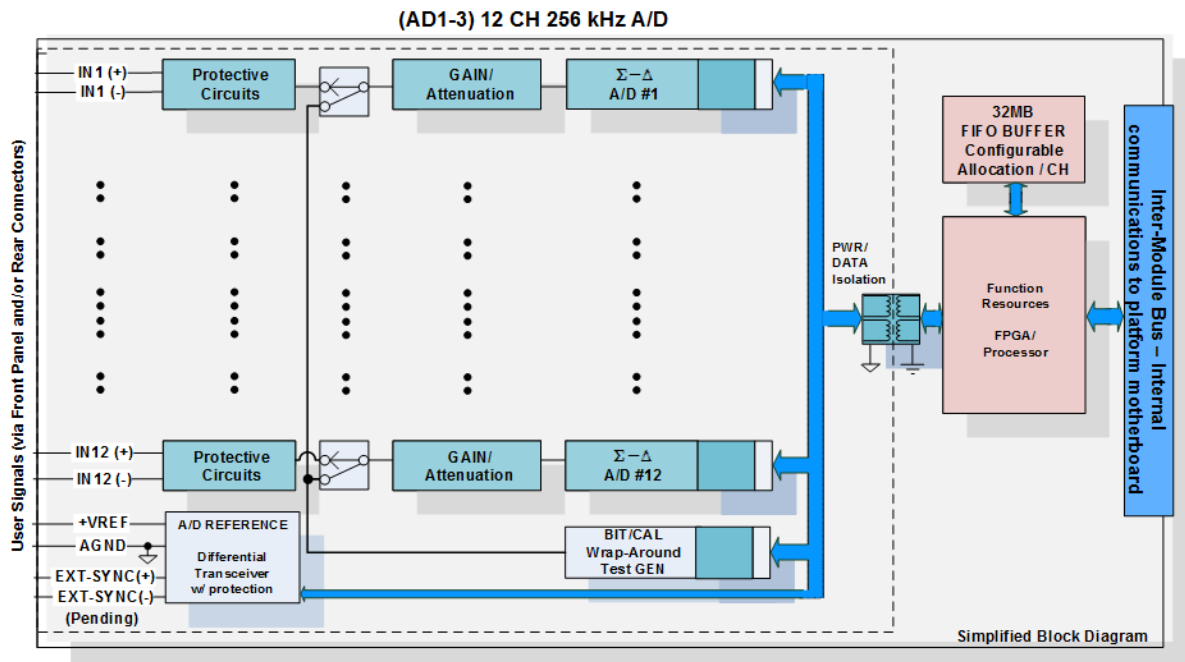 (AD1-3) 12 CH 256 kHz A/D
User Signals (via Front Panel and/or Rear Connectors)
IN1 (+)
IN1 (-)
Protective
Circuits
GAIN/
Attenuation
Σ–Δ
A/D #1
32MB
FIFO BUFFER
Configurable
Allocation / CH
PWR/
DATA
Isolation
Function
Resources
FPGA/
Processor
Inter-Module Bus – Internal
communications to platform motherboard
IN12 (+)
IN12 (-)
Protective
Circuits
GAIN/
Attenuation
Σ–Δ
A/D #12
+VREF
AGND
EXT-SYNC(+)
EXT-SYNC(-)
(Pending)
A/D REFERENCE
Differential
Transceiver
w/ protection
BIT/CAL
Wrap-Around
Test GEN
Simplified Block Diagram